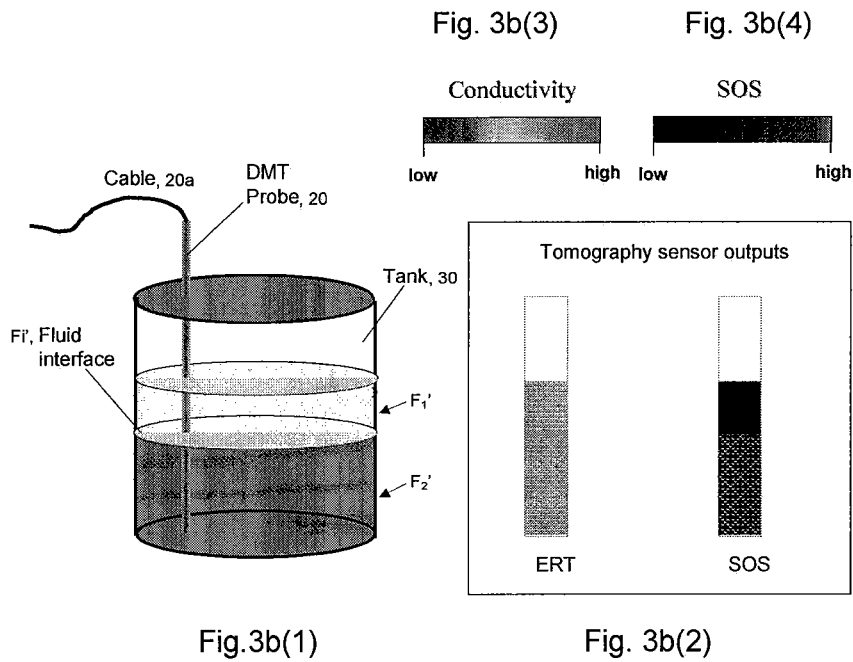 Fig. 3b(3)
Fig. 3b(4)
Conductivity
SOS
low
high
low
high
Cable, 20a
DMT
Probe, 20
Tank, 30
Fi', Fluid
interface
F₁'
F₂'
Tomography sensor outputs
ERT
SOS
Fig.3b(1)
Fig. 3b(2)